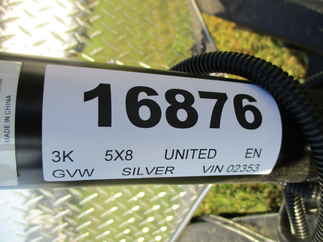 MADE IN CHINA
16876
3K 5X8 UNITED EN
GVW SILVER VIN 02353